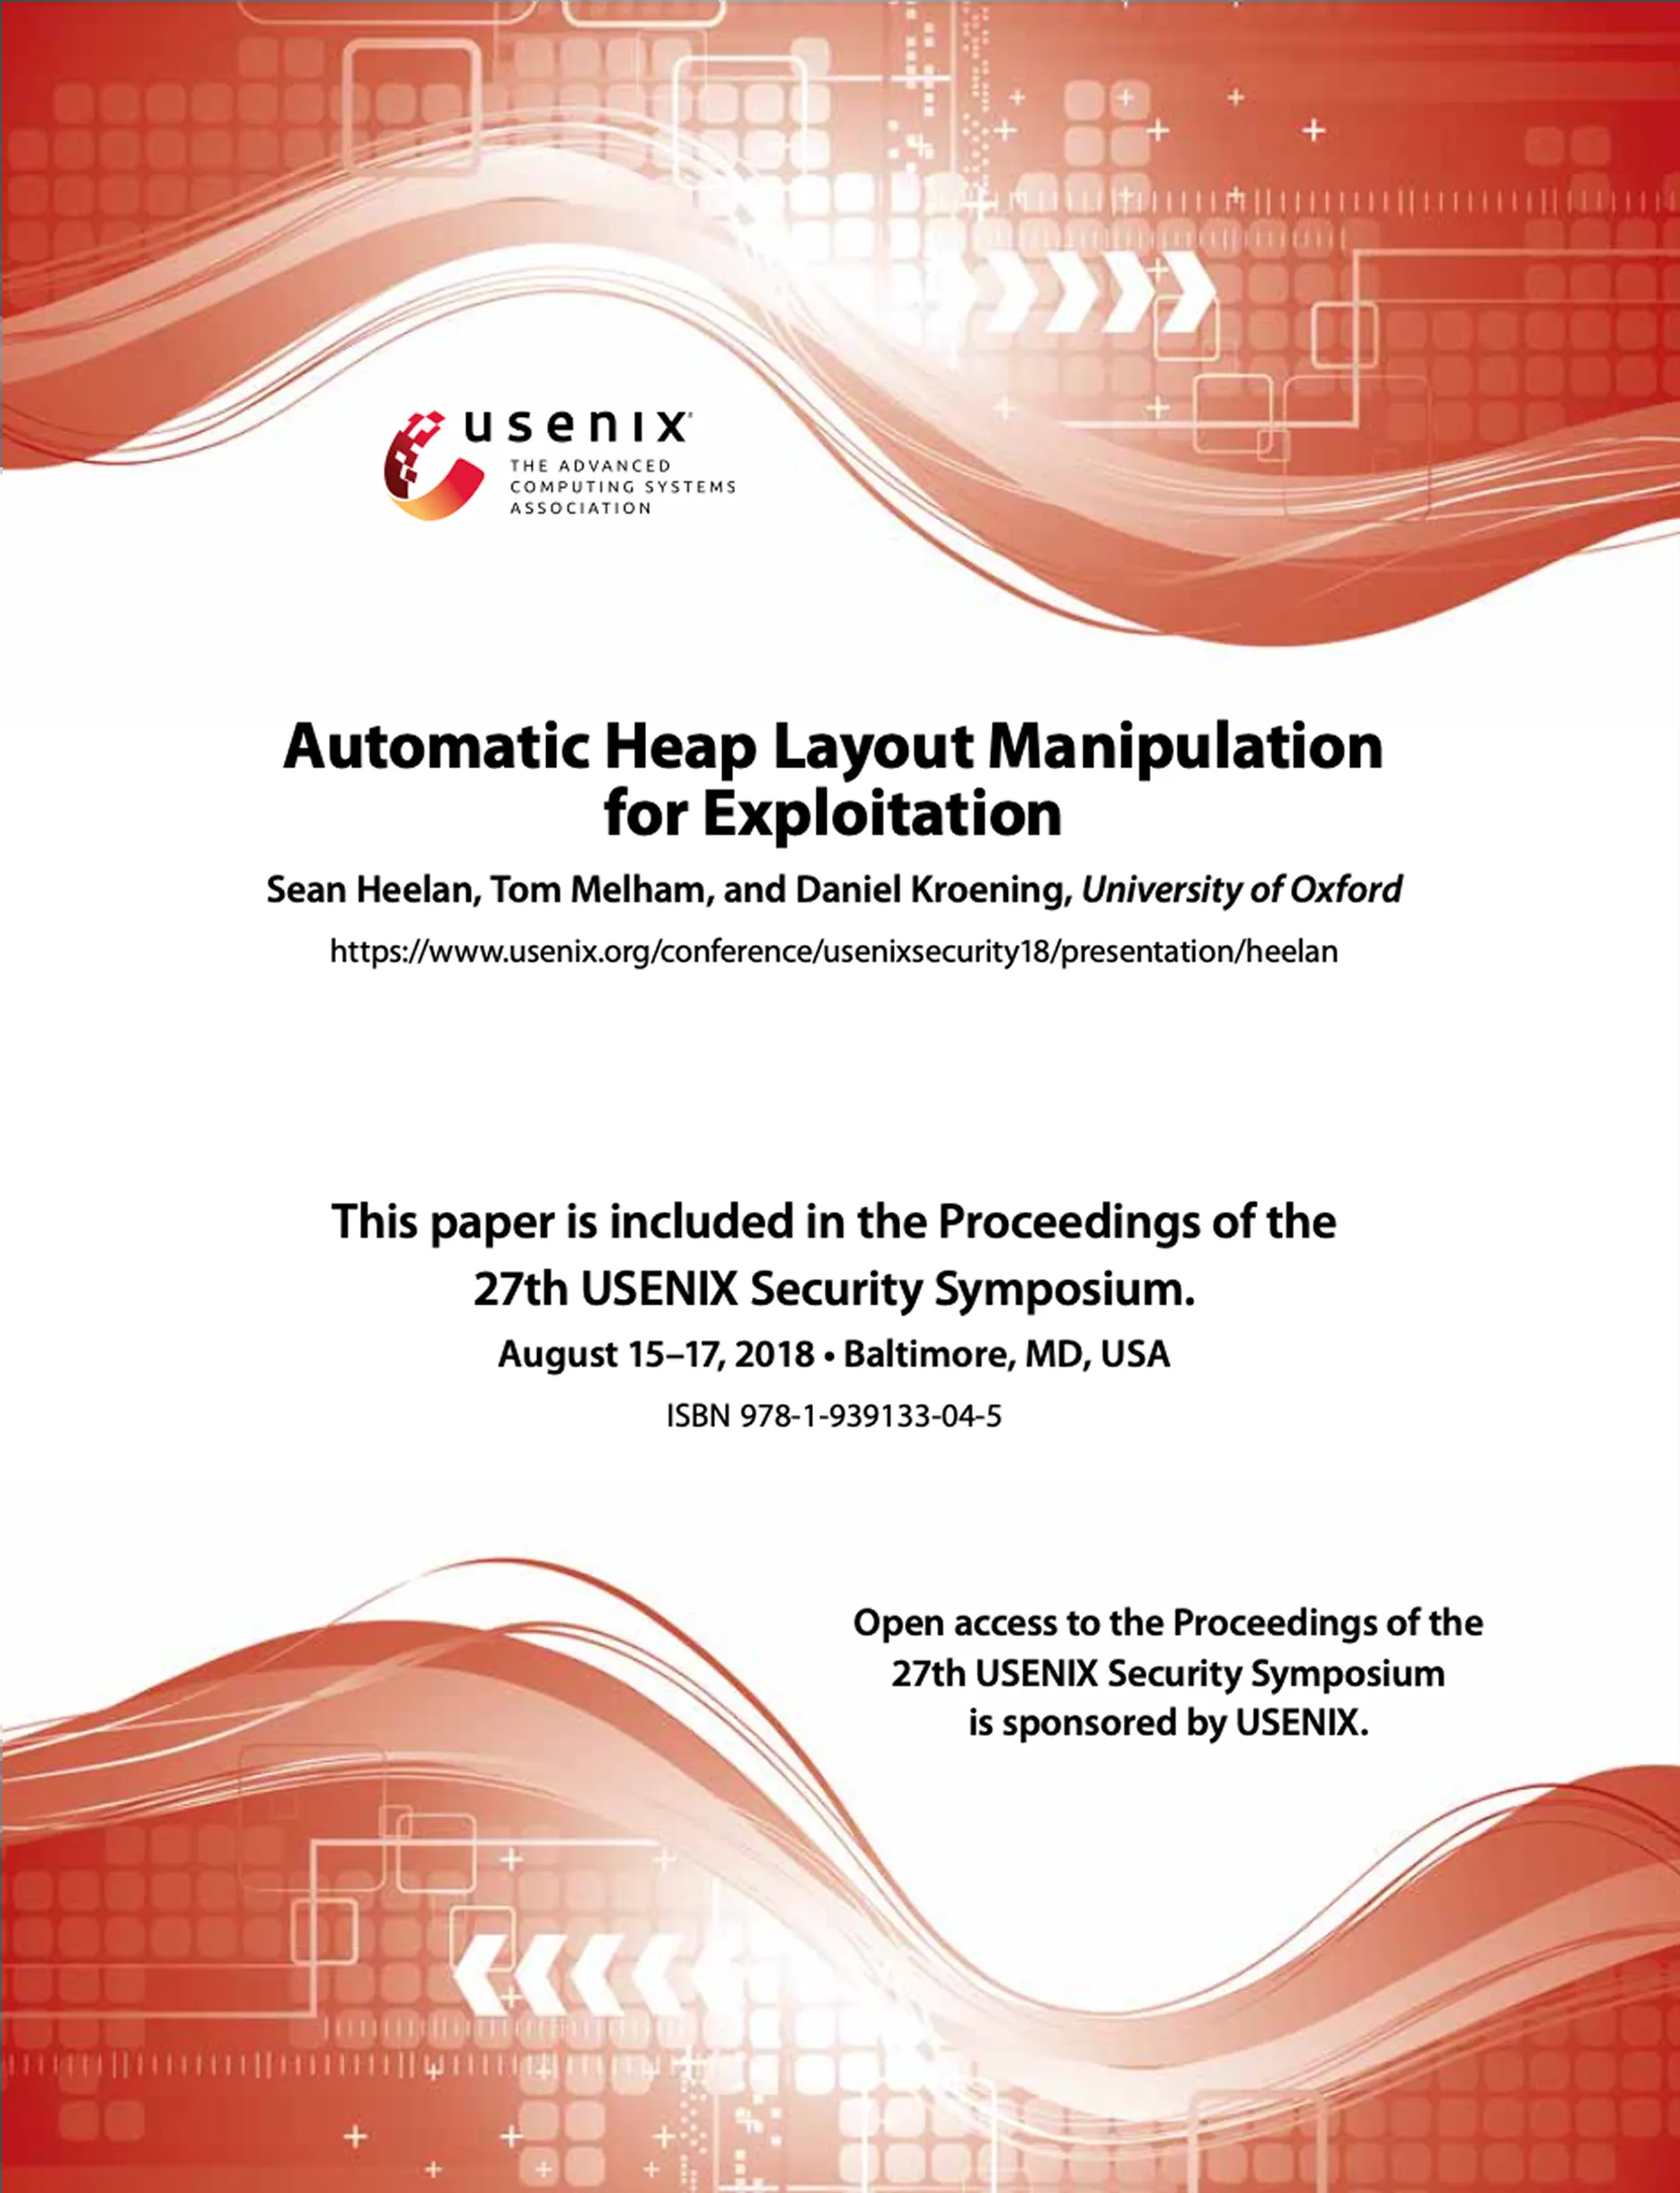 usenix®
THE ADVANCED
COMPUTING SYSTEMS
ASSOCIATION
Automatic Heap Layout Manipulation
for Exploitation
Sean Heelan, Tom Melham, and Daniel Kroening, University of Oxford
https://www.usenix.org/conference/usenixsecurity18/presentation/heelan
This paper is included in the Proceedings of the
27th USENIX Security Symposium.
August 15–17, 2018 • Baltimore, MD, USA
ISBN 978-1-939133-04-5
Open access to the Proceedings of the
27th USENIX Security Symposium
is sponsored by USENIX.